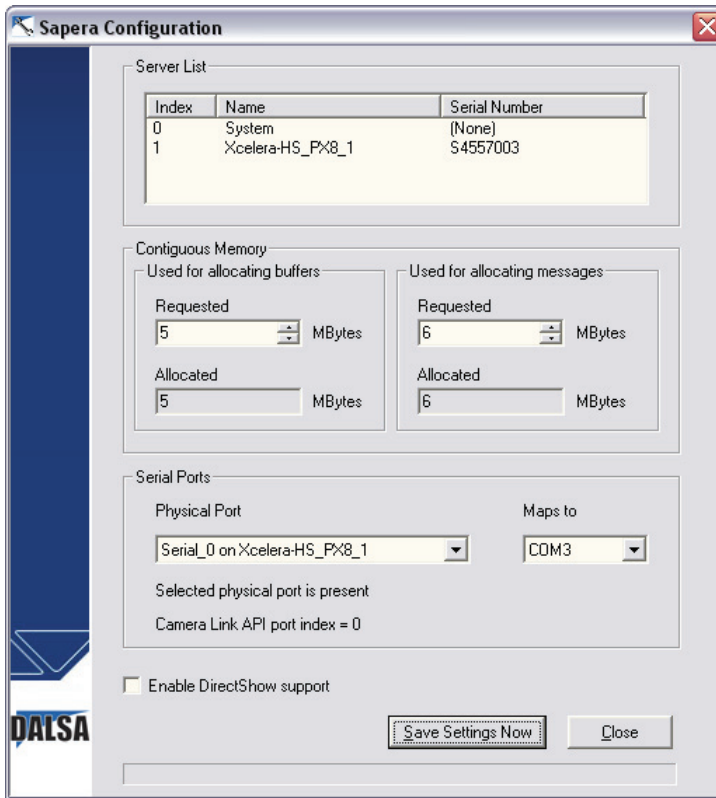 Sapera Configuration
Server List
Index Name Serial Number
0 System (None)
1 Xcelera-HS_PX8_1 S4557003
Contiguous Memory
Used for allocating buffers Used for allocating messages
Requested Requested
5 MBytes 6 MBytes
Allocated Allocated
5 MBytes 6 MBytes
Serial Ports
Physical Port Maps to
Serial_0 on Xcelera-HS_PX8_1 COM3
Selected physical port is present
Camera Link API port index = 0
Enable DirectShow support
DALSA
Save Settings Now Close